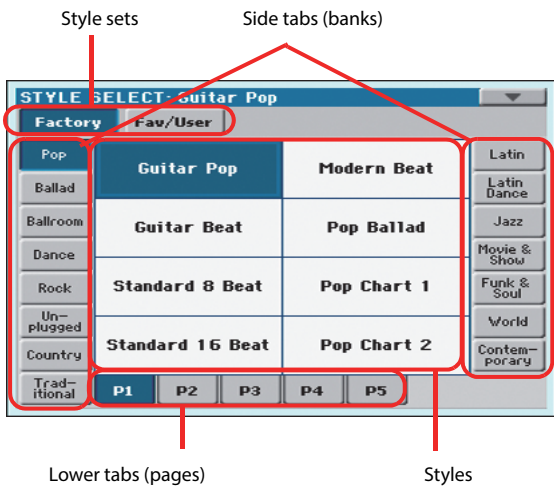 Style sets
Side tabs (banks)
STYLE SELECT: Guitar Pop
Factory
Fav/User
Pop
Ballad
Ballroom
Dance
Rock
Un-
plugged
Country
Trad-
itional
Guitar Pop
Modern Beat
Guitar Beat
Pop Ballad
Standard 8 Beat
Pop Chart 1
Standard 16 Beat
Pop Chart 2
Latin
Latin
Dance
Jazz
Movie &
Show
Funk &
Soul
World
Contem-
porary
P1
P2
P3
P4
P5
Lower tabs (pages)
Styles